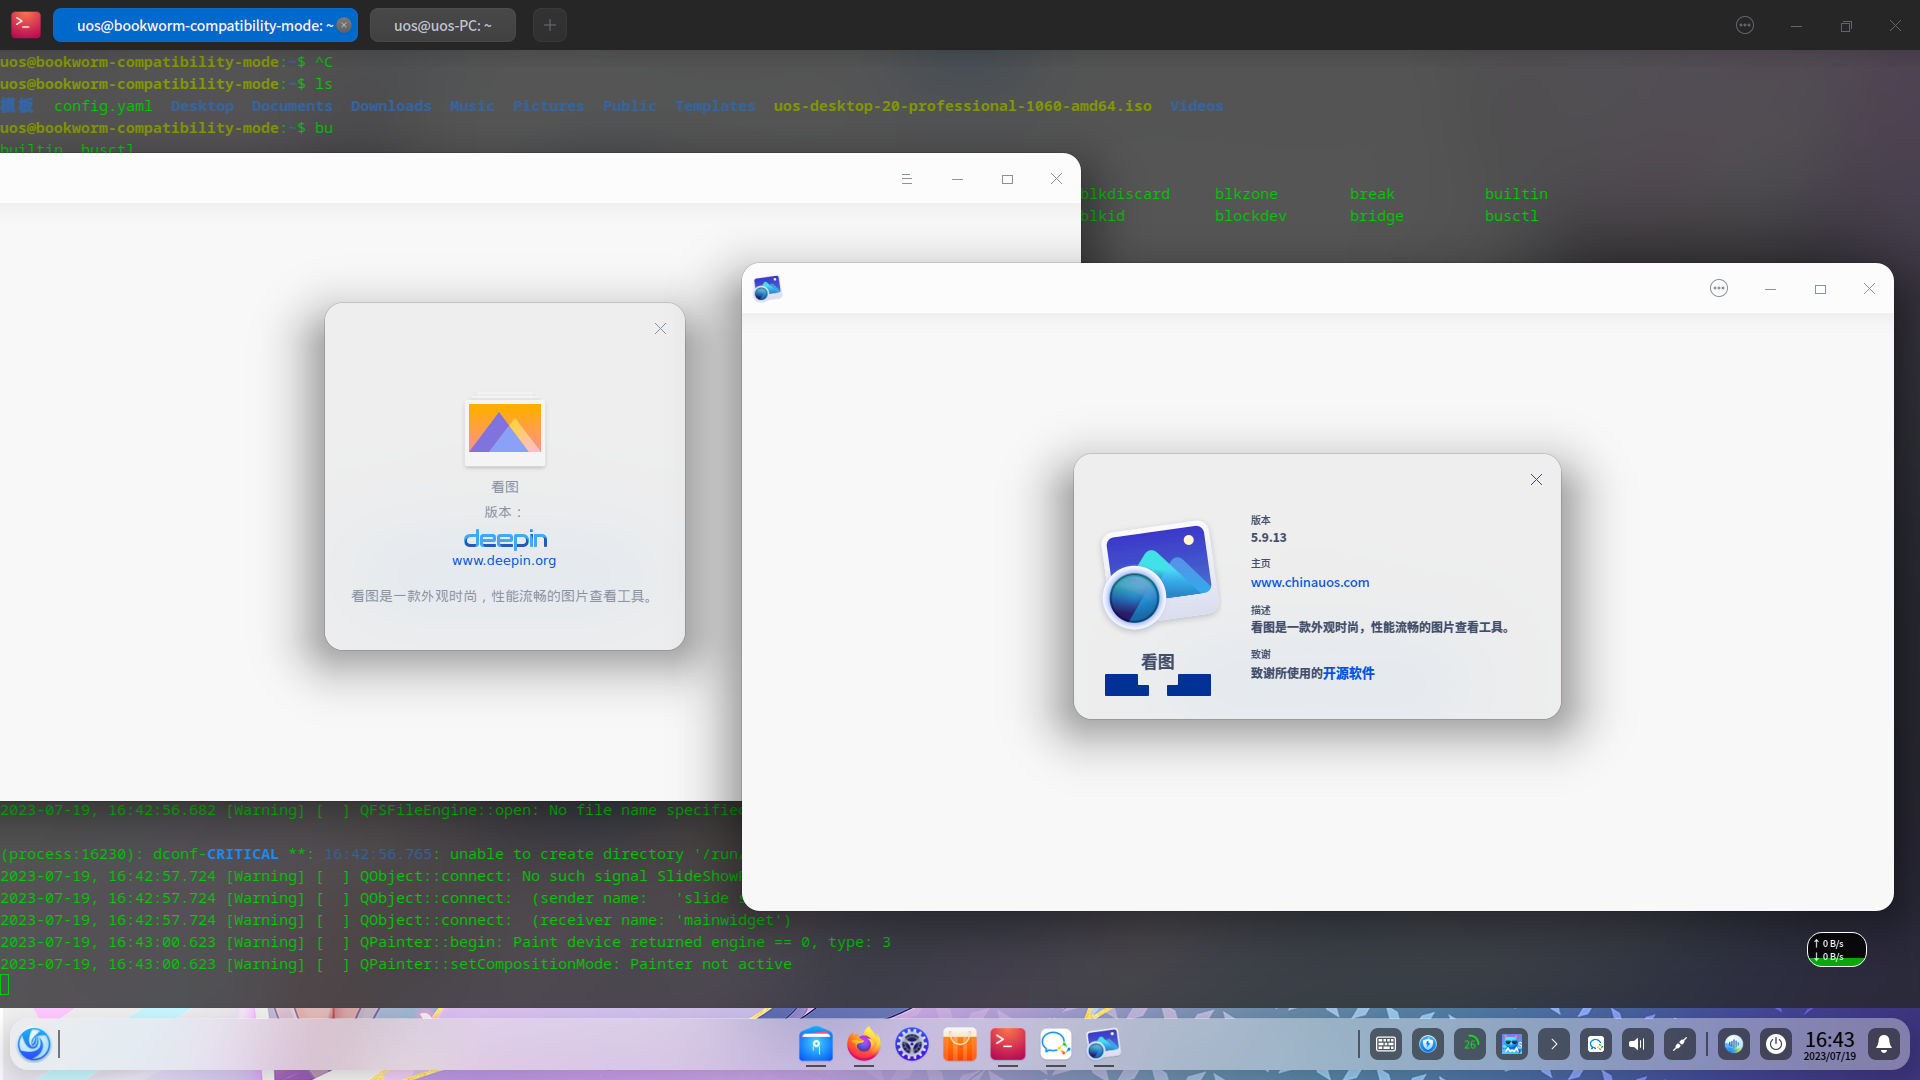 uos@bookworm-compatibility-mode: ~
uos@uos-PC: ~
uos@bookworm-compatibility-mode:~$ ^C
uos@bookworm-compatibility-mode:~$ ls
模板 config.yaml Desktop Documents Downloads Music Pictures Public Templates uos-desktop-20-professional-1060-amd64.iso Videos
uos@bookworm-compatibility-mode:~$ bu
builtin busctl
blkdiscard blkzone break builtin
blkid blockdev bridge busctl
看图
版本：
deepin
www.deepin.org
看图是一款外观时尚，性能流畅的图片查看工具。
版本
5.9.13
主页
www.chinauos.com
描述
看图是一款外观时尚，性能流畅的图片查看工具。
致谢
致谢所使用的开源软件
看图
2023-07-19, 16:42:56.682 [Warning] [ ] QFSFileEngine::open: No file name specified
(process:16230): dconf-CRITICAL **: 16:42:56.765: unable to create directory '/run
2023-07-19, 16:42:57.724 [Warning] [ ] QObject::connect: No such signal SlideShow
2023-07-19, 16:42:57.724 [Warning] [ ] QObject::connect: (sender name: 'slide
2023-07-19, 16:42:57.724 [Warning] [ ] QObject::connect: (receiver name: 'mainwidget')
2023-07-19, 16:43:00.623 [Warning] [ ] QPainter::begin: Paint device returned engine == 0, type: 3
2023-07-19, 16:43:00.623 [Warning] [ ] QPainter::setCompositionMode: Painter not active
↑ 0 B/s
↓ 0 B/s
26
16:43
2023/07/19